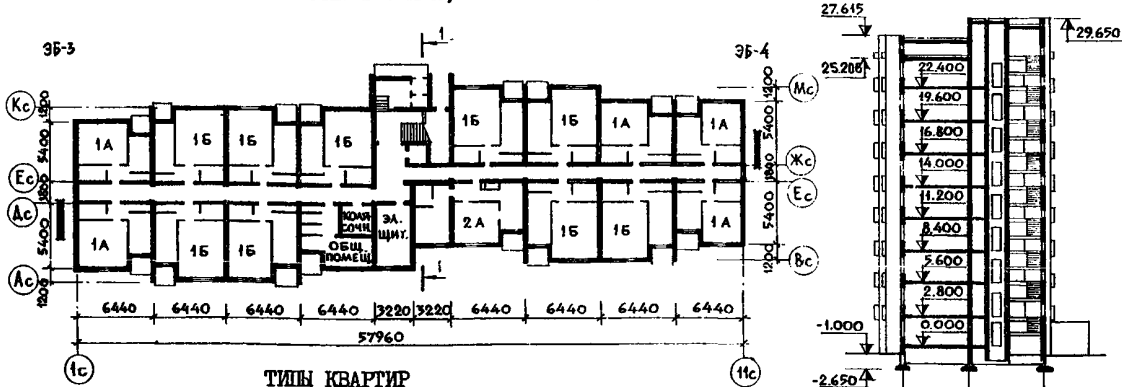 ЭБ-3
1
ЭБ-4
Кс
Ес
Дс
Ас
1200
5400
1800
5400
1200
1А
1Б
1Б
1Б
1Б
1Б
1А
1А
1А
1Б
1Б
КОЛЯ
СОЧН.
ОБЩ.
ПОМЕЩ.
ЭЛ.
ЩИТ.
2А
1Б
1Б
1А
1
Мс
Жс
Ес
Вс
1200
5400
1800
5400
1200
6440 6440 6440 6440 3220 3220 6440 6440 6440 6440
57960
1с
11с
ТИПЫ КВАРТИР
27.615
29.650
25.205
22.400
19.600
16.800
14.000
11.200
8.400
5.600
2.800
0.000
-1.000
-2.650